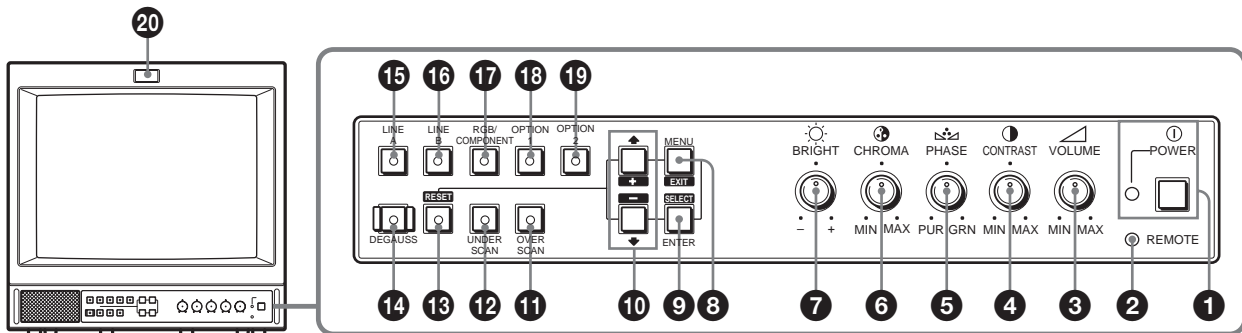 20
15 16 17 18 19
LINE A
LINE B
RGB/ COMPONENT
OPTION 1
OPTION 2
MENU
EXIT
+
−
SELECT
ENTER
RESET
DEGAUSS
UNDER SCAN
OVER SCAN
BRIGHT CHROMA PHASE CONTRAST VOLUME POWER
− + MIN MAX PUR GRN MIN MAX MIN MAX
REMOTE
14 13 12 11 10 9 8 7 6 5 4 3 2 1